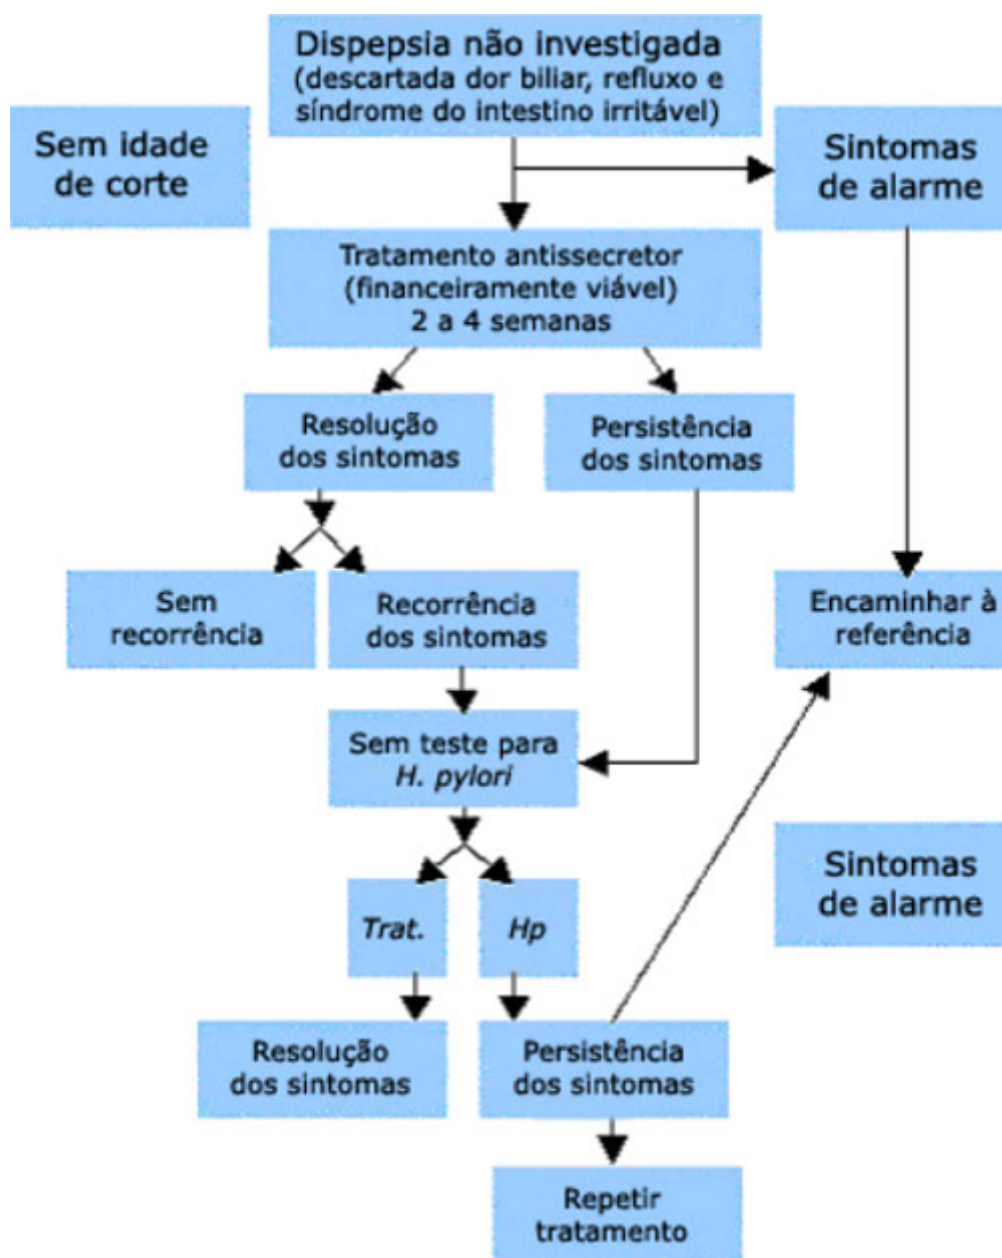 Dispepsia não investigada
(descartada dor biliar, refluxo e
síndrome do intestino irritável)
Sem idade
de corte
Sintomas
de alarme
Tratamento antissecretor
(financeiramente viável)
2 a 4 semanas
Resolução
dos sintomas
Persistência
dos sintomas
Sem
recorrência
Recorrência
dos sintomas
Encaminhar à
referência
Sem teste para
H. pylori
Sintomas
de alarme
Trat.
Hp
Resolução
dos sintomas
Persistência
dos sintomas
Repetir
tratamento